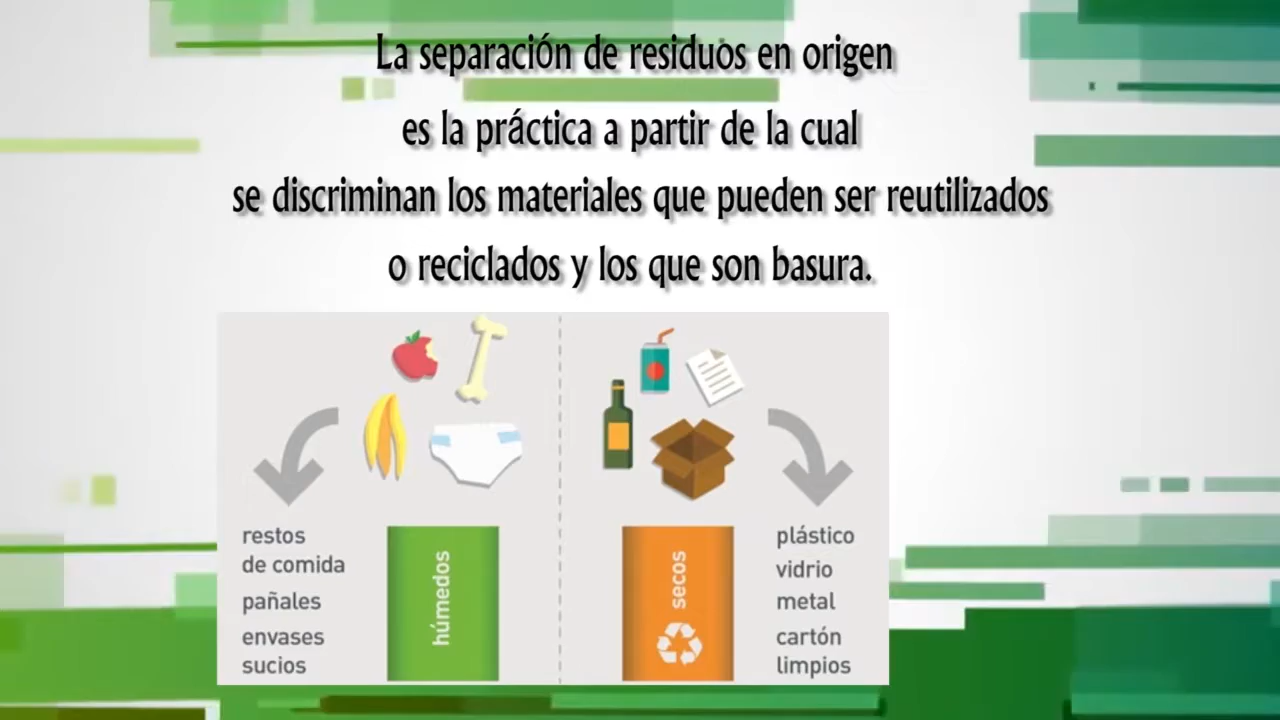 La separación de residuos en origen
es la práctica a partir de la cual
se discriminan los materiales que pueden ser reutilizados
o reciclados y los que son basura.
restos
de comida
pañales
envases
sucios
húmedos
secos
plástico
vidrio
metal
cartón
limpios